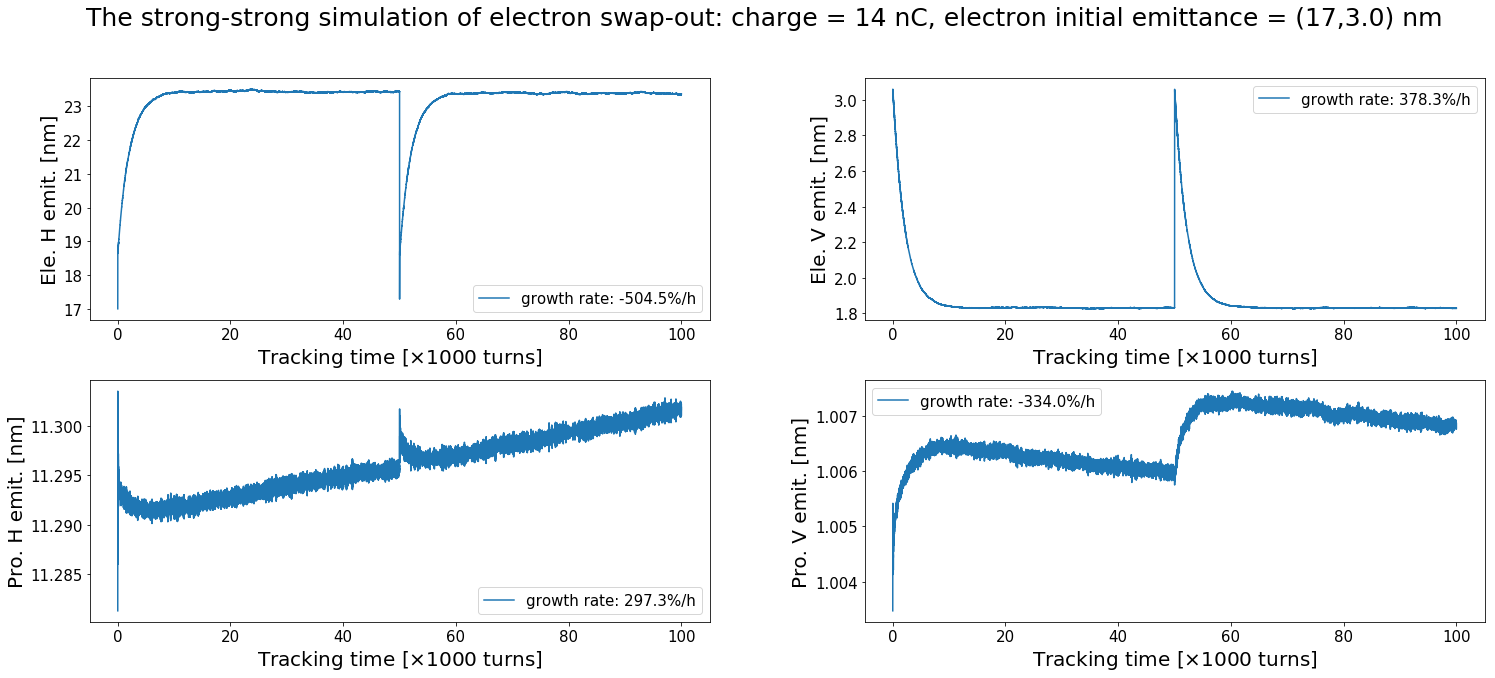 The strong-strong simulation of electron swap-out: charge = 14 nC, electron initial emittance = (17,3.0) nm
Ele. H emit. [nm]
23
22
21
20
19
18
17
growth rate: -504.5%/h
0 20 40 60 80 100
Tracking time [×1000 turns]
Ele. V emit. [nm]
3.0
2.8
2.6
2.4
2.2
2.0
1.8
growth rate: 378.3%/h
0 20 40 60 80 100
Tracking time [×1000 turns]
Pro. H emit. [nm]
11.300
11.295
11.290
11.285
growth rate: 297.3%/h
0 20 40 60 80 100
Tracking time [×1000 turns]
Pro. V emit. [nm]
growth rate: -334.0%/h
1.007
1.006
1.005
1.004
0 20 40 60 80 100
Tracking time [×1000 turns]